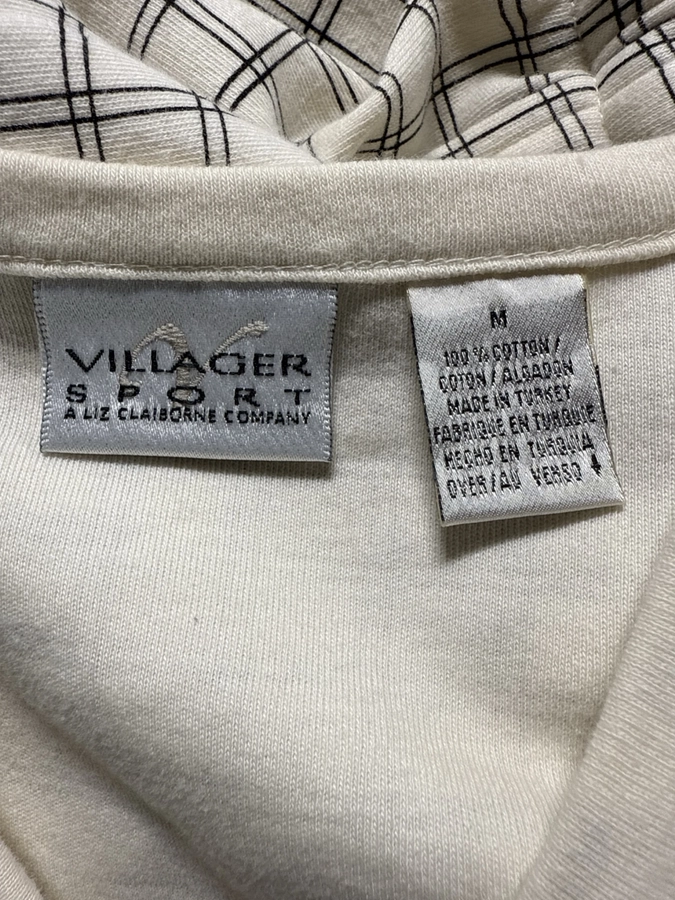 VILLAGER
SPORT
A LIZ CLAIBORNE COMPANY
M
100 % COTTON /
COTON / ALGADON
MADE IN TURKEY
FABRIQUE EN TURQUIE
HECHO EN TURQUIA
OVER / AU VERSO